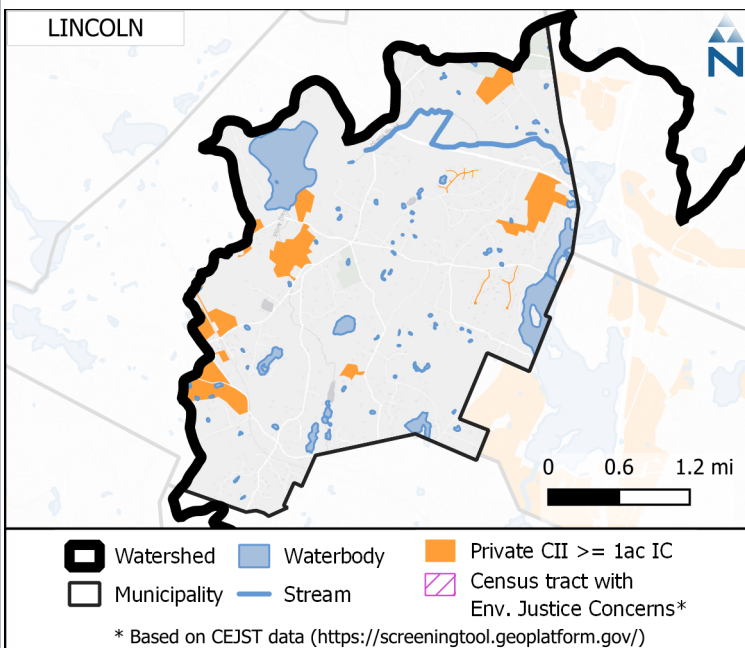 LINCOLN
N
0 0.6 1.2 mi
Watershed
Waterbody
Private CII >= 1ac IC
Municipality
Stream
Census tract with
Env. Justice Concerns*
* Based on CEJST data (https://screeningtool.geoplatform.gov/)